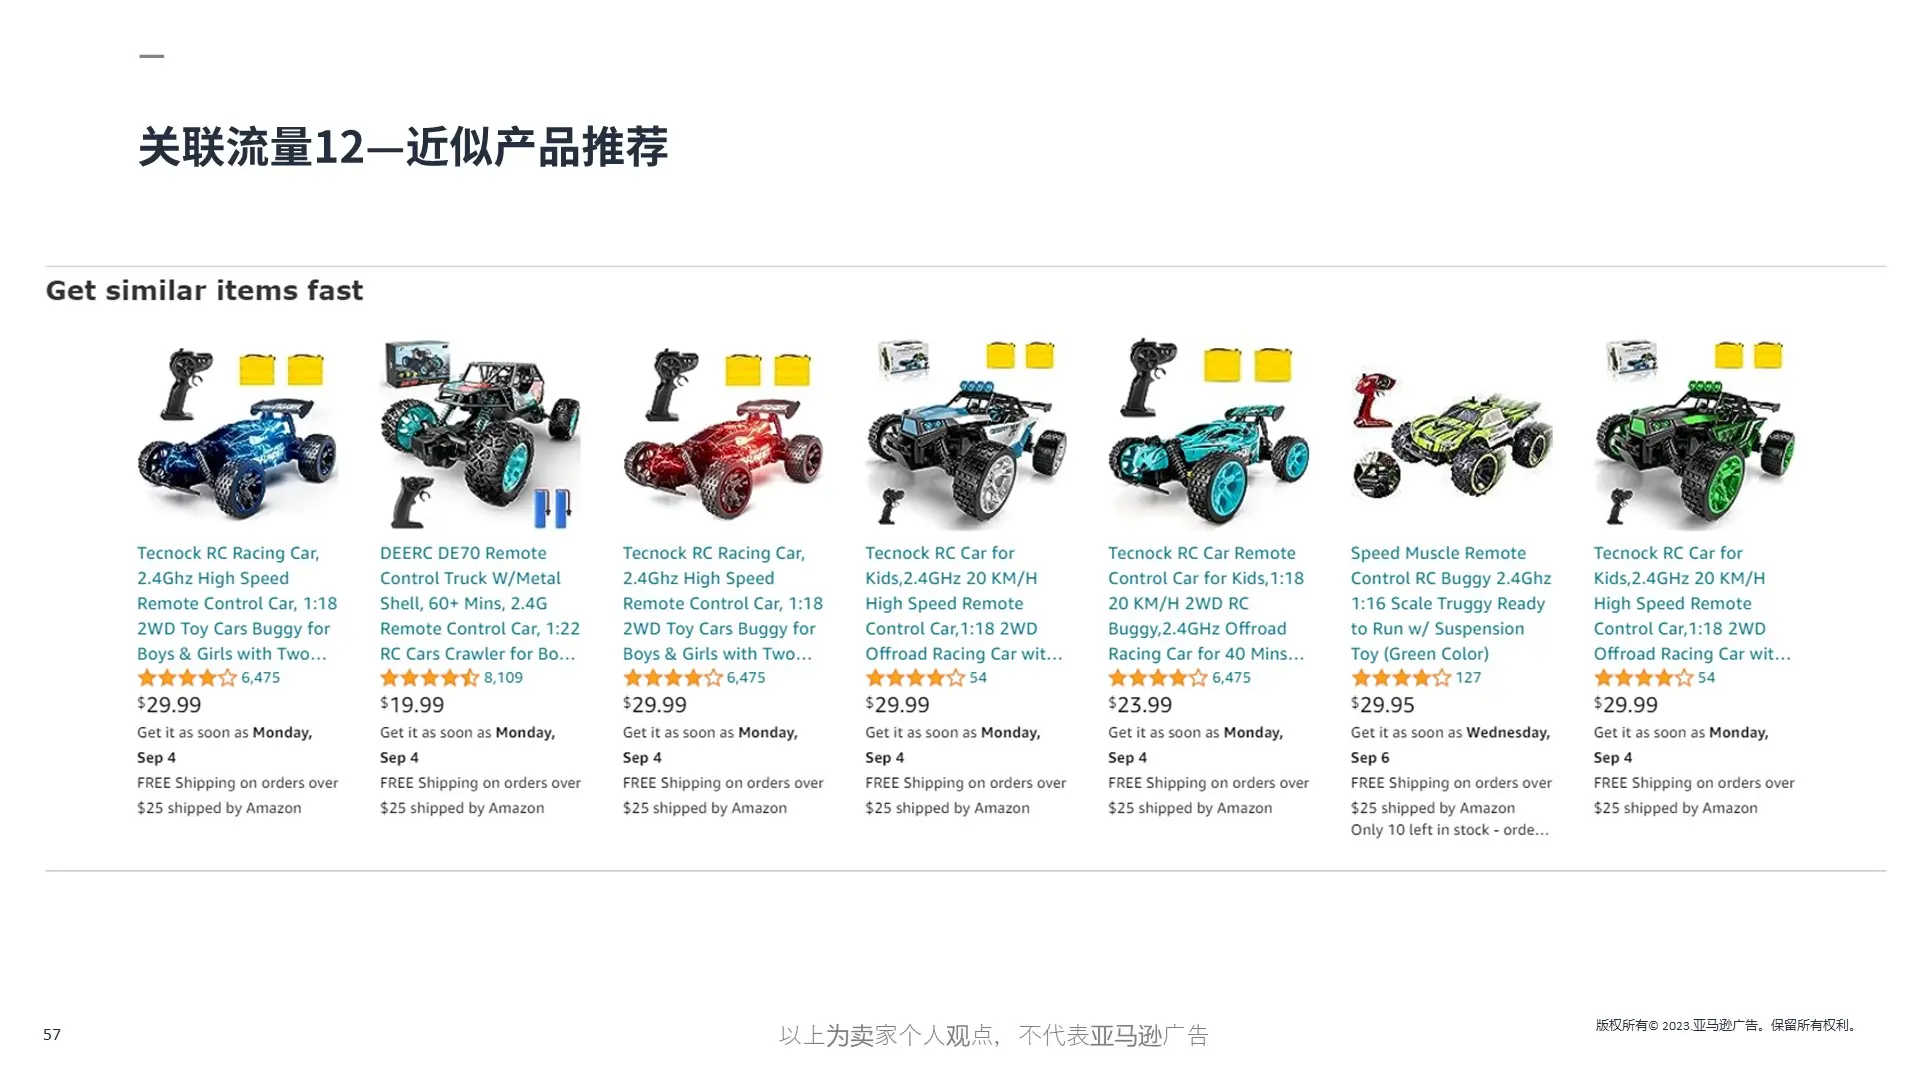 关联流量12—近似产品推荐
Get similar items fast
Tecnock RC Racing Car,
2.4Ghz High Speed
Remote Control Car, 1:18
2WD Toy Cars Buggy for
Boys & Girls with Two...
6,475
$29.99
Get it as soon as Monday,
Sep 4
FREE Shipping on orders over
$25 shipped by Amazon
DEERC DE70 Remote
Control Truck W/Metal
Shell, 60+ Mins, 2.4G
Remote Control Car, 1:22
RC Cars Crawler for Bo...
8,109
$19.99
Get it as soon as Monday,
Sep 4
FREE Shipping on orders over
$25 shipped by Amazon
Tecnock RC Racing Car,
2.4Ghz High Speed
Remote Control Car, 1:18
2WD Toy Cars Buggy for
Boys & Girls with Two...
6,475
$29.99
Get it as soon as Monday,
Sep 4
FREE Shipping on orders over
$25 shipped by Amazon
Tecnock RC Car for
Kids,2.4GHz 20 KM/H
High Speed Remote
Control Car,1:18 2WD
Offroad Racing Car wit...
54
$29.99
Get it as soon as Monday,
Sep 4
FREE Shipping on orders over
$25 shipped by Amazon
Tecnock RC Car Remote
Control Car for Kids,1:18
20 KM/H 2WD RC
Buggy,2.4GHz Offroad
Racing Car for 40 Mins...
6,475
$23.99
Get it as soon as Monday,
Sep 4
FREE Shipping on orders over
$25 shipped by Amazon
Speed Muscle Remote
Control RC Buggy 2.4Ghz
1:16 Scale Truggy Ready
to Run w/ Suspension
Toy (Green Color)
127
$29.95
Get it as soon as Wednesday,
Sep 6
FREE Shipping on orders over
$25 shipped by Amazon
Only 10 left in stock - orde...
Tecnock RC Car for
Kids,2.4GHz 20 KM/H
High Speed Remote
Control Car,1:18 2WD
Offroad Racing Car wit...
54
$29.99
Get it as soon as Monday,
Sep 4
FREE Shipping on orders over
$25 shipped by Amazon
57
以上为卖家个人观点，不代表亚马逊广告
版权所有© 2023.亚马逊广告。保留所有权利。